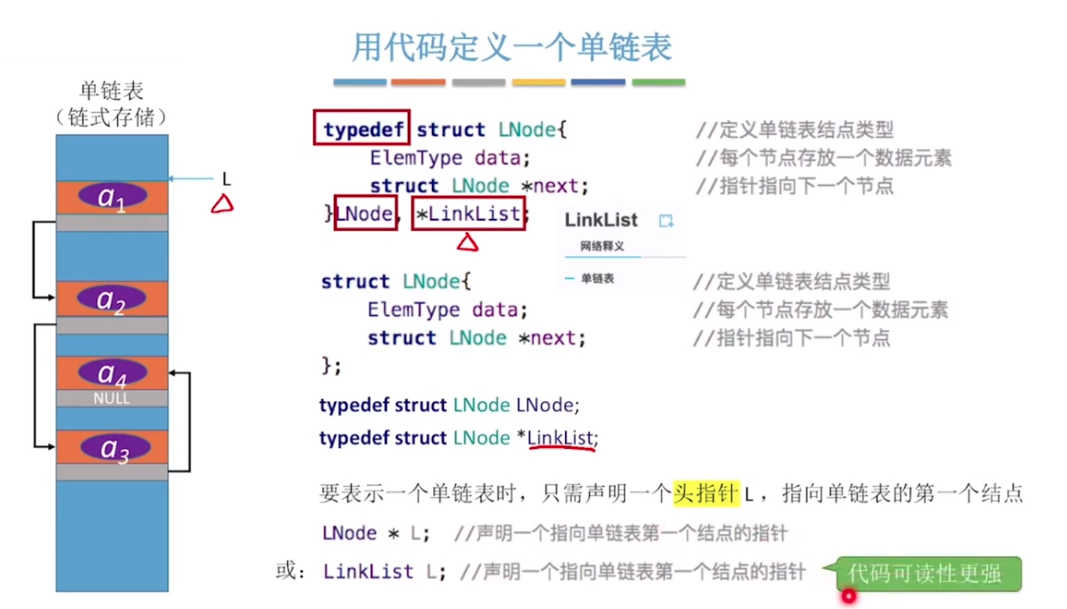 用代码定义一个单链表
单链表
（链式存储）
L
a1
a2
a4
NULL
a3
typedef struct LNode{ //定义单链表结点类型
ElemType data; //每个节点存放一个数据元素
struct LNode *next; //指针指向下一个节点
}LNode, *LinkList;
LinkList
网络释义
单链表
struct LNode{ //定义单链表结点类型
ElemType data; //每个节点存放一个数据元素
struct LNode *next; //指针指向下一个节点
};
typedef struct LNode LNode;
typedef struct LNode *LinkList;
要表示一个单链表时，只需声明一个头指针 L ，指向单链表的第一个结点
LNode * L; //声明一个指向单链表第一个结点的指针
或： LinkList L; //声明一个指向单链表第一个结点的指针
代码可读性更强